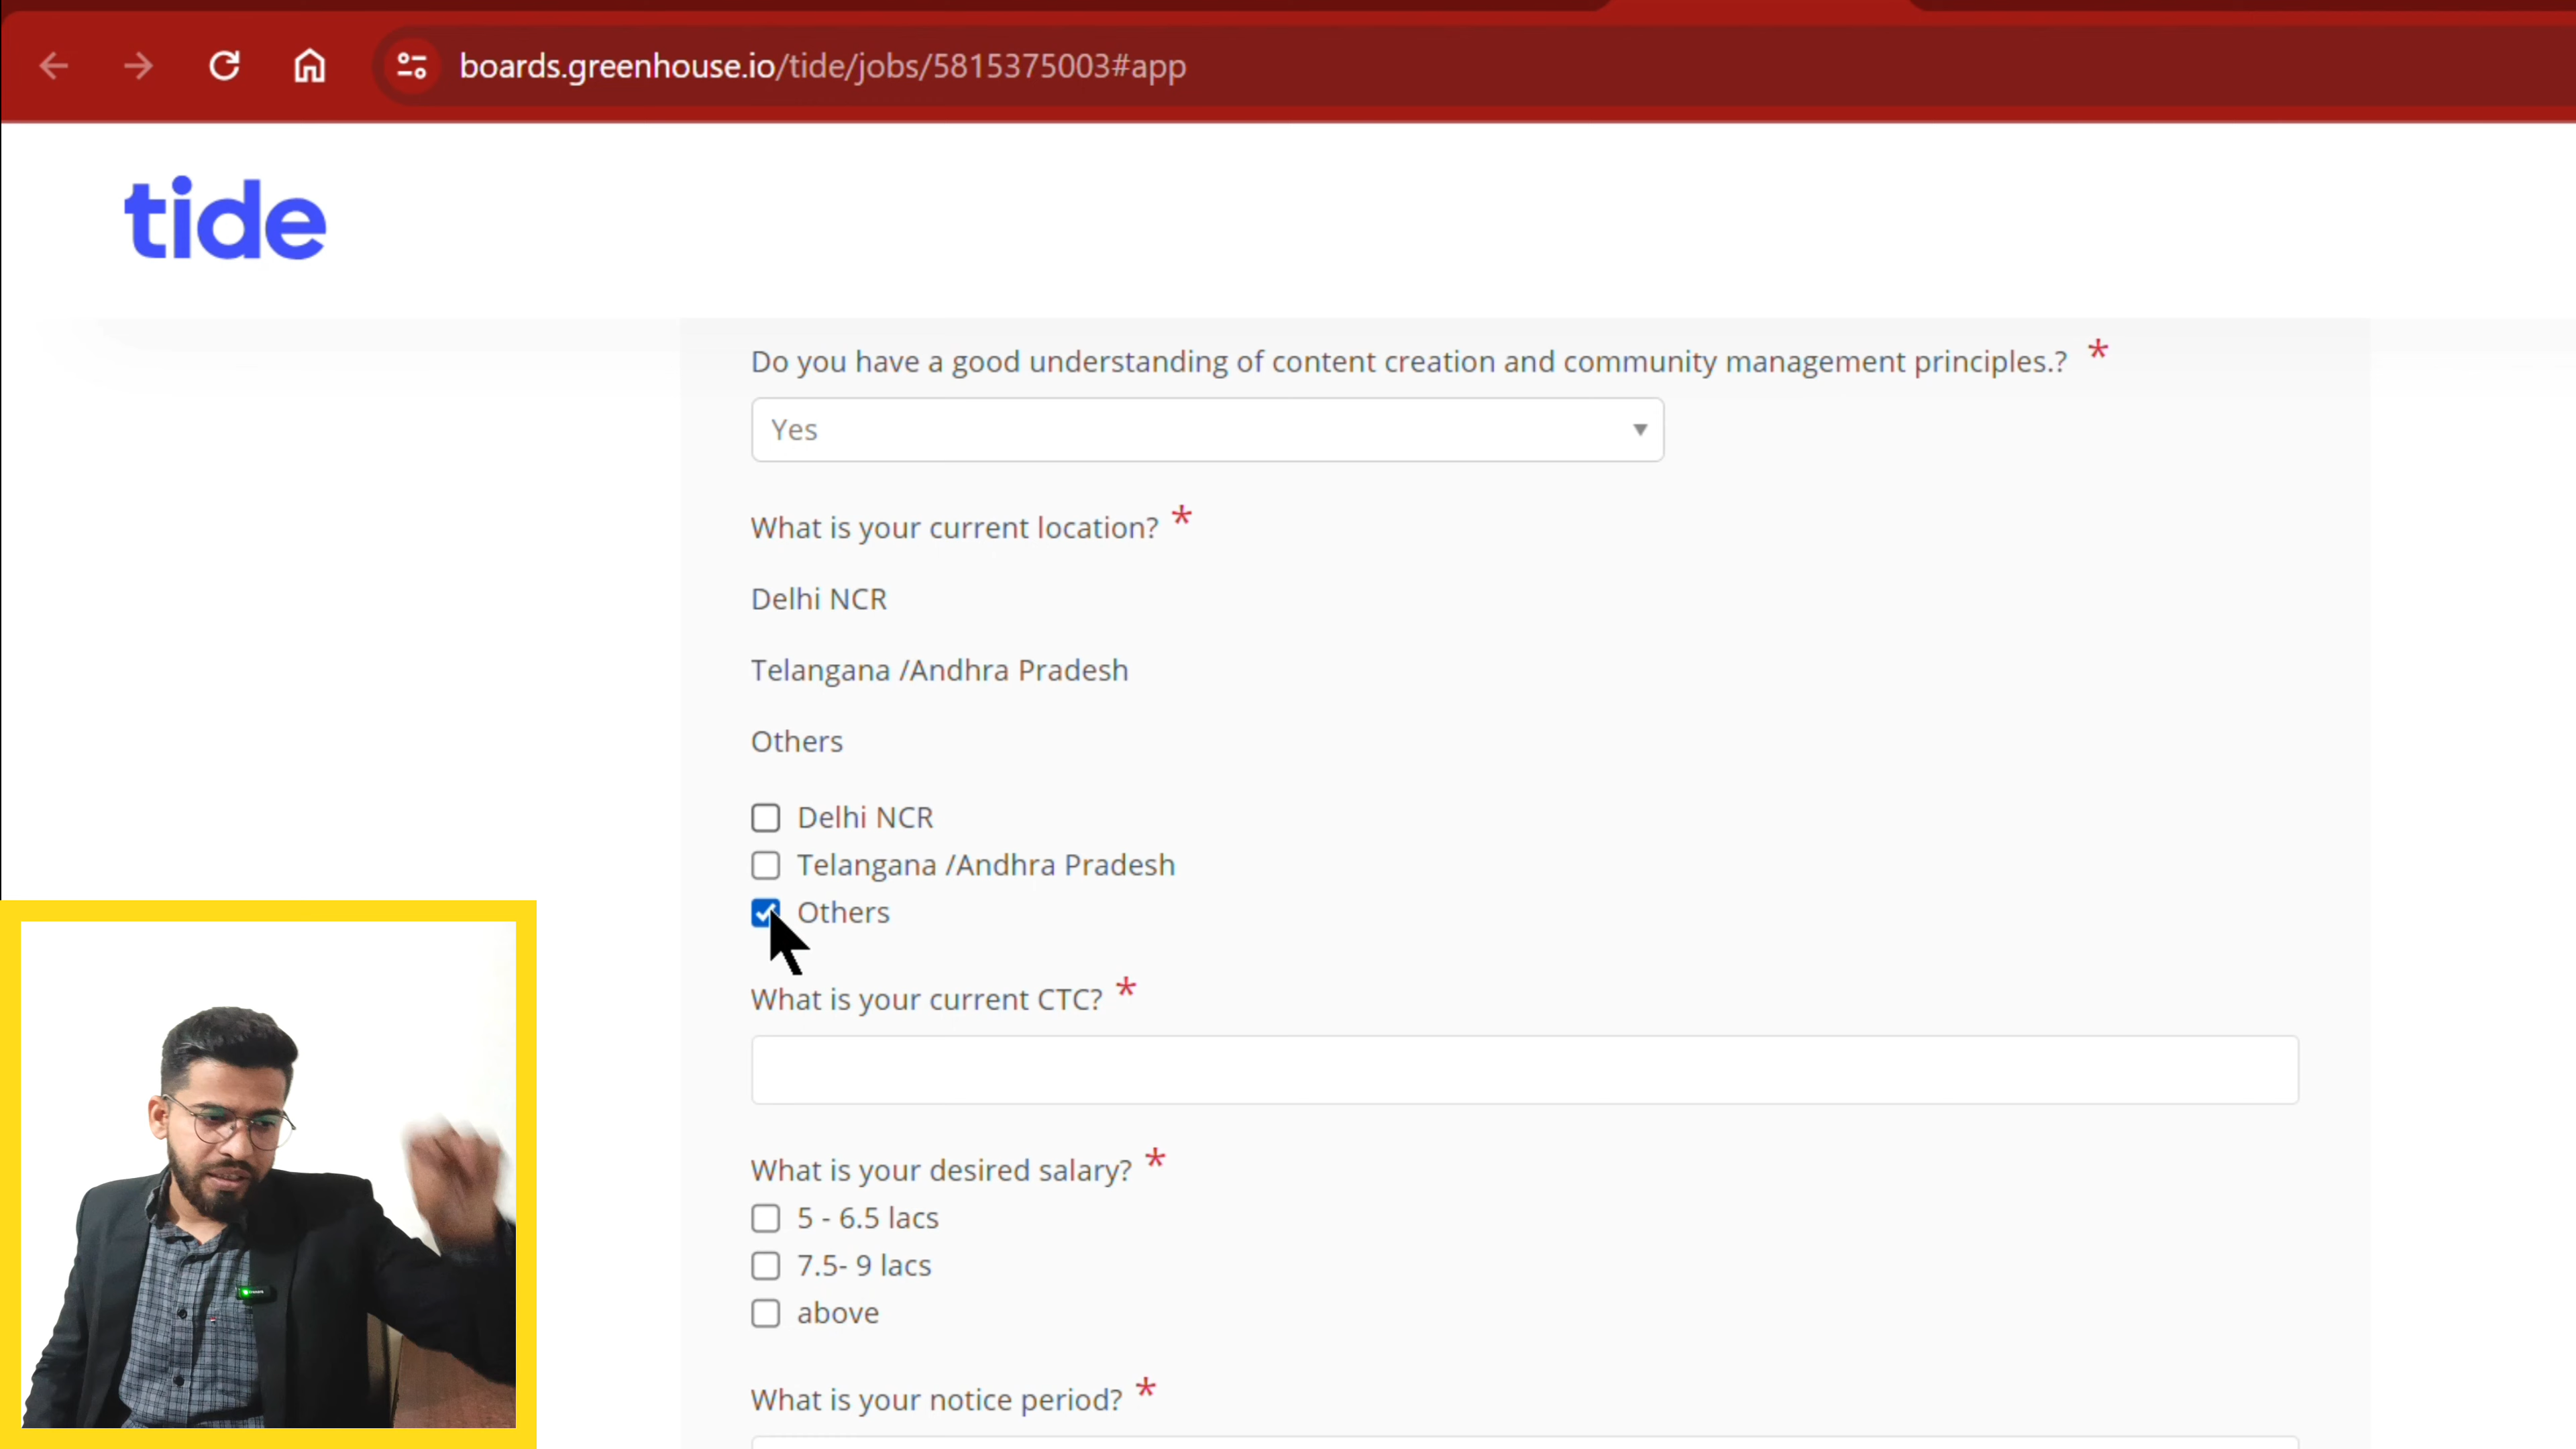 boards.greenhouse.io/tide/jobs/5815375003#app
tide
Do you have a good understanding of content creation and community management principles.? *
Yes
What is your current location? *
Delhi NCR
Telangana /Andhra Pradesh
Others
Delhi NCR
Telangana /Andhra Pradesh
Others
What is your current CTC? *
What is your desired salary? *
5 - 6.5 lacs
7.5- 9 lacs
above
What is your notice period? *